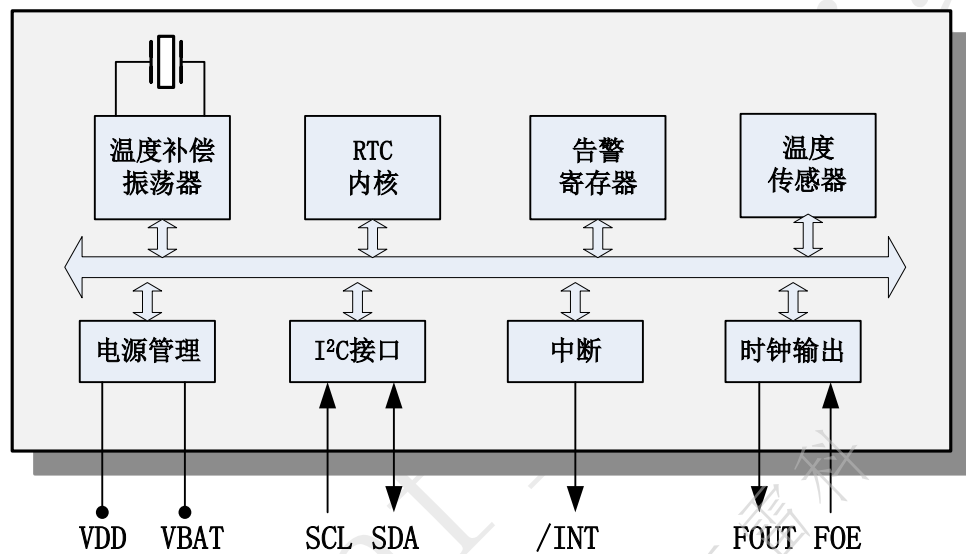 温度补偿
振荡器
RTC
内核
告警
寄存器
温度
传感器
电源管理
I²C接口
中断
时钟输出
VDD VBAT SCL SDA /INT FOUT FOE